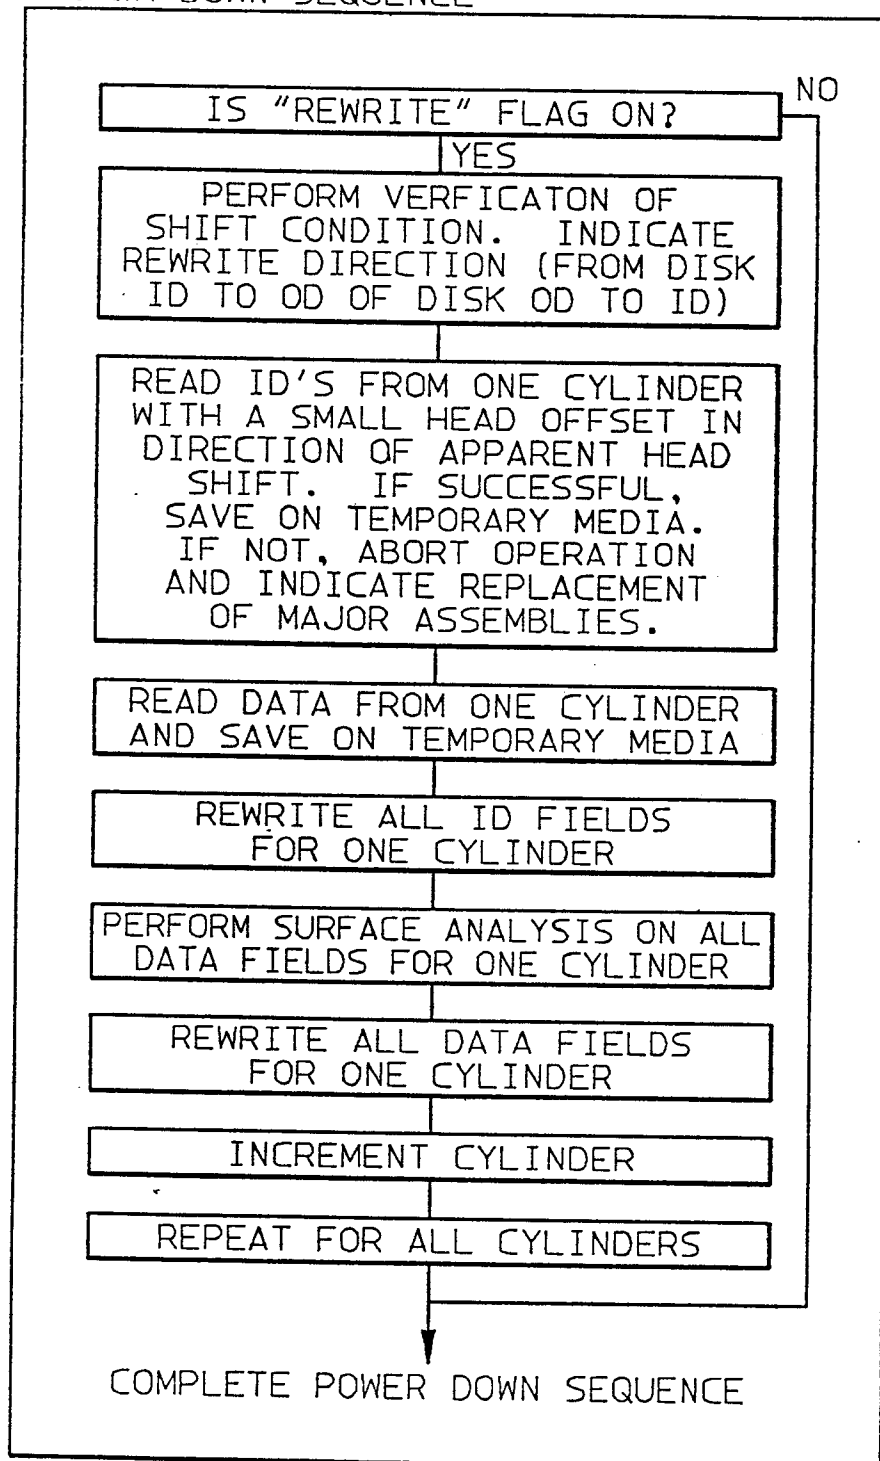 DOWN SEQUENCE
NO
IS "REWRITE" FLAG ON?
YES
PERFORM VERFICATON OF
SHIFT CONDITION. INDICATE
REWRITE DIRECTION (FROM DISK
ID TO OD OF DISK OD TO ID)
READ ID'S FROM ONE CYLINDER
WITH A SMALL HEAD OFFSET IN
DIRECTION OF APPARENT HEAD
SHIFT. IF SUCCESSFUL,
SAVE ON TEMPORARY MEDIA.
IF NOT, ABORT OPERATION
AND INDICATE REPLACEMENT
OF MAJOR ASSEMBLIES.
READ DATA FROM ONE CYLINDER
AND SAVE ON TEMPORARY MEDIA
REWRITE ALL ID FIELDS
FOR ONE CYLINDER
PERFORM SURFACE ANALYSIS ON ALL
DATA FIELDS FOR ONE CYLINDER
REWRITE ALL DATA FIELDS
FOR ONE CYLINDER
INCREMENT CYLINDER
REPEAT FOR ALL CYLINDERS
COMPLETE POWER DOWN SEQUENCE